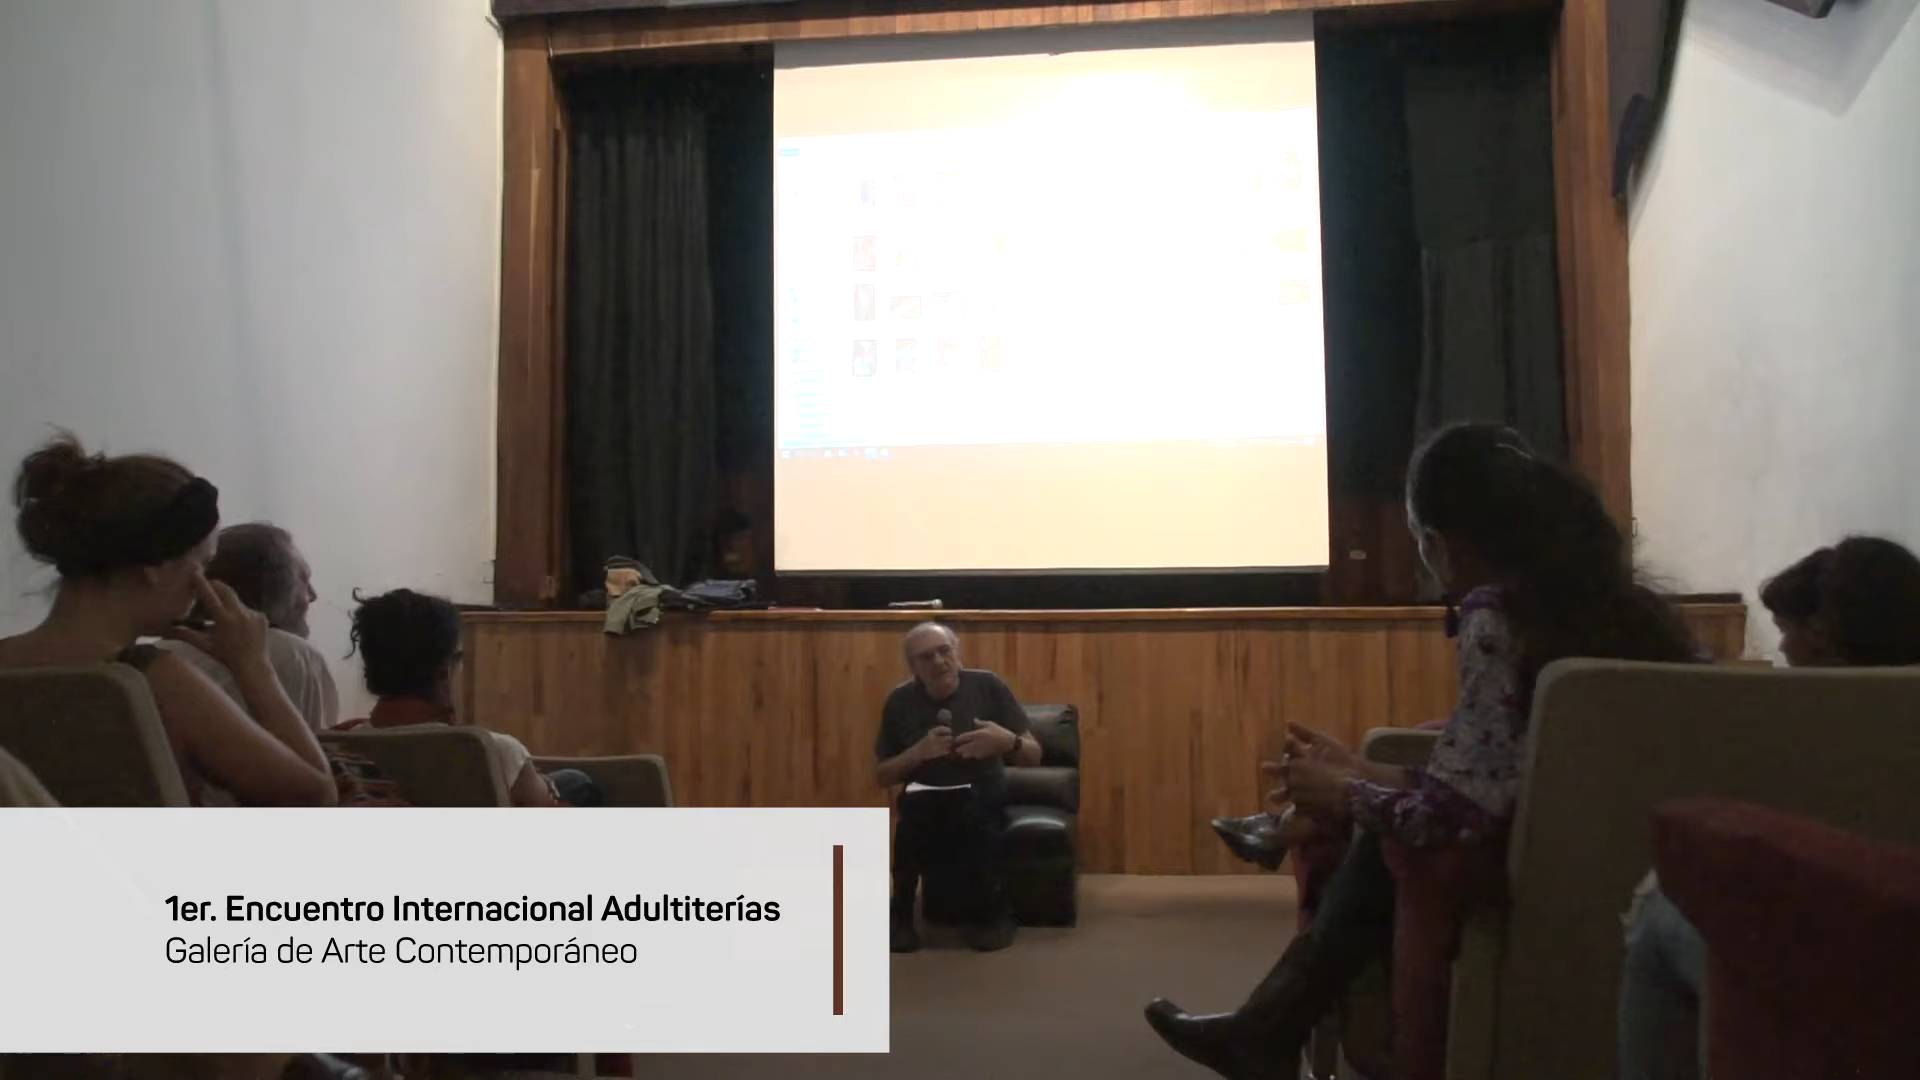 1er. Encuentro Internacional Adultiterías
Galería de Arte Contemporáneo